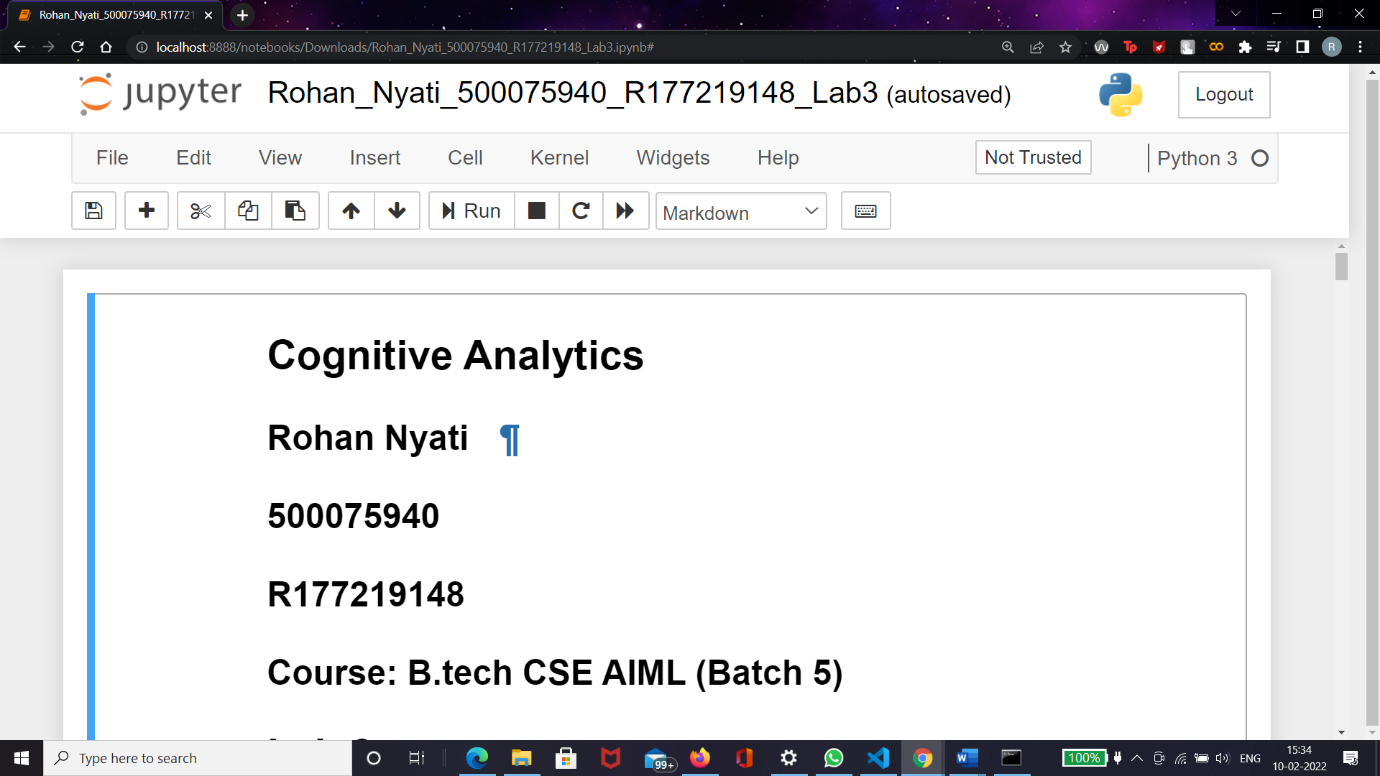 Rohan_Nyati_500075940_R17721
localhost:8888/notebooks/Downloads/Rohan_Nyati_500075940_R177219148_Lab3.ipynb#
Tp
R
jupyter Rohan_Nyati_500075940_R177219148_Lab3 (autosaved)
Logout
File Edit View Insert Cell Kernel Widgets Help
Not Trusted
Python 3
Run
Markdown
Cognitive Analytics
Rohan Nyati ¶
500075940
R177219148
Course: B.tech CSE AIML (Batch 5)
Type here to search
99+
100%
ENG
15:34
10-02-2022